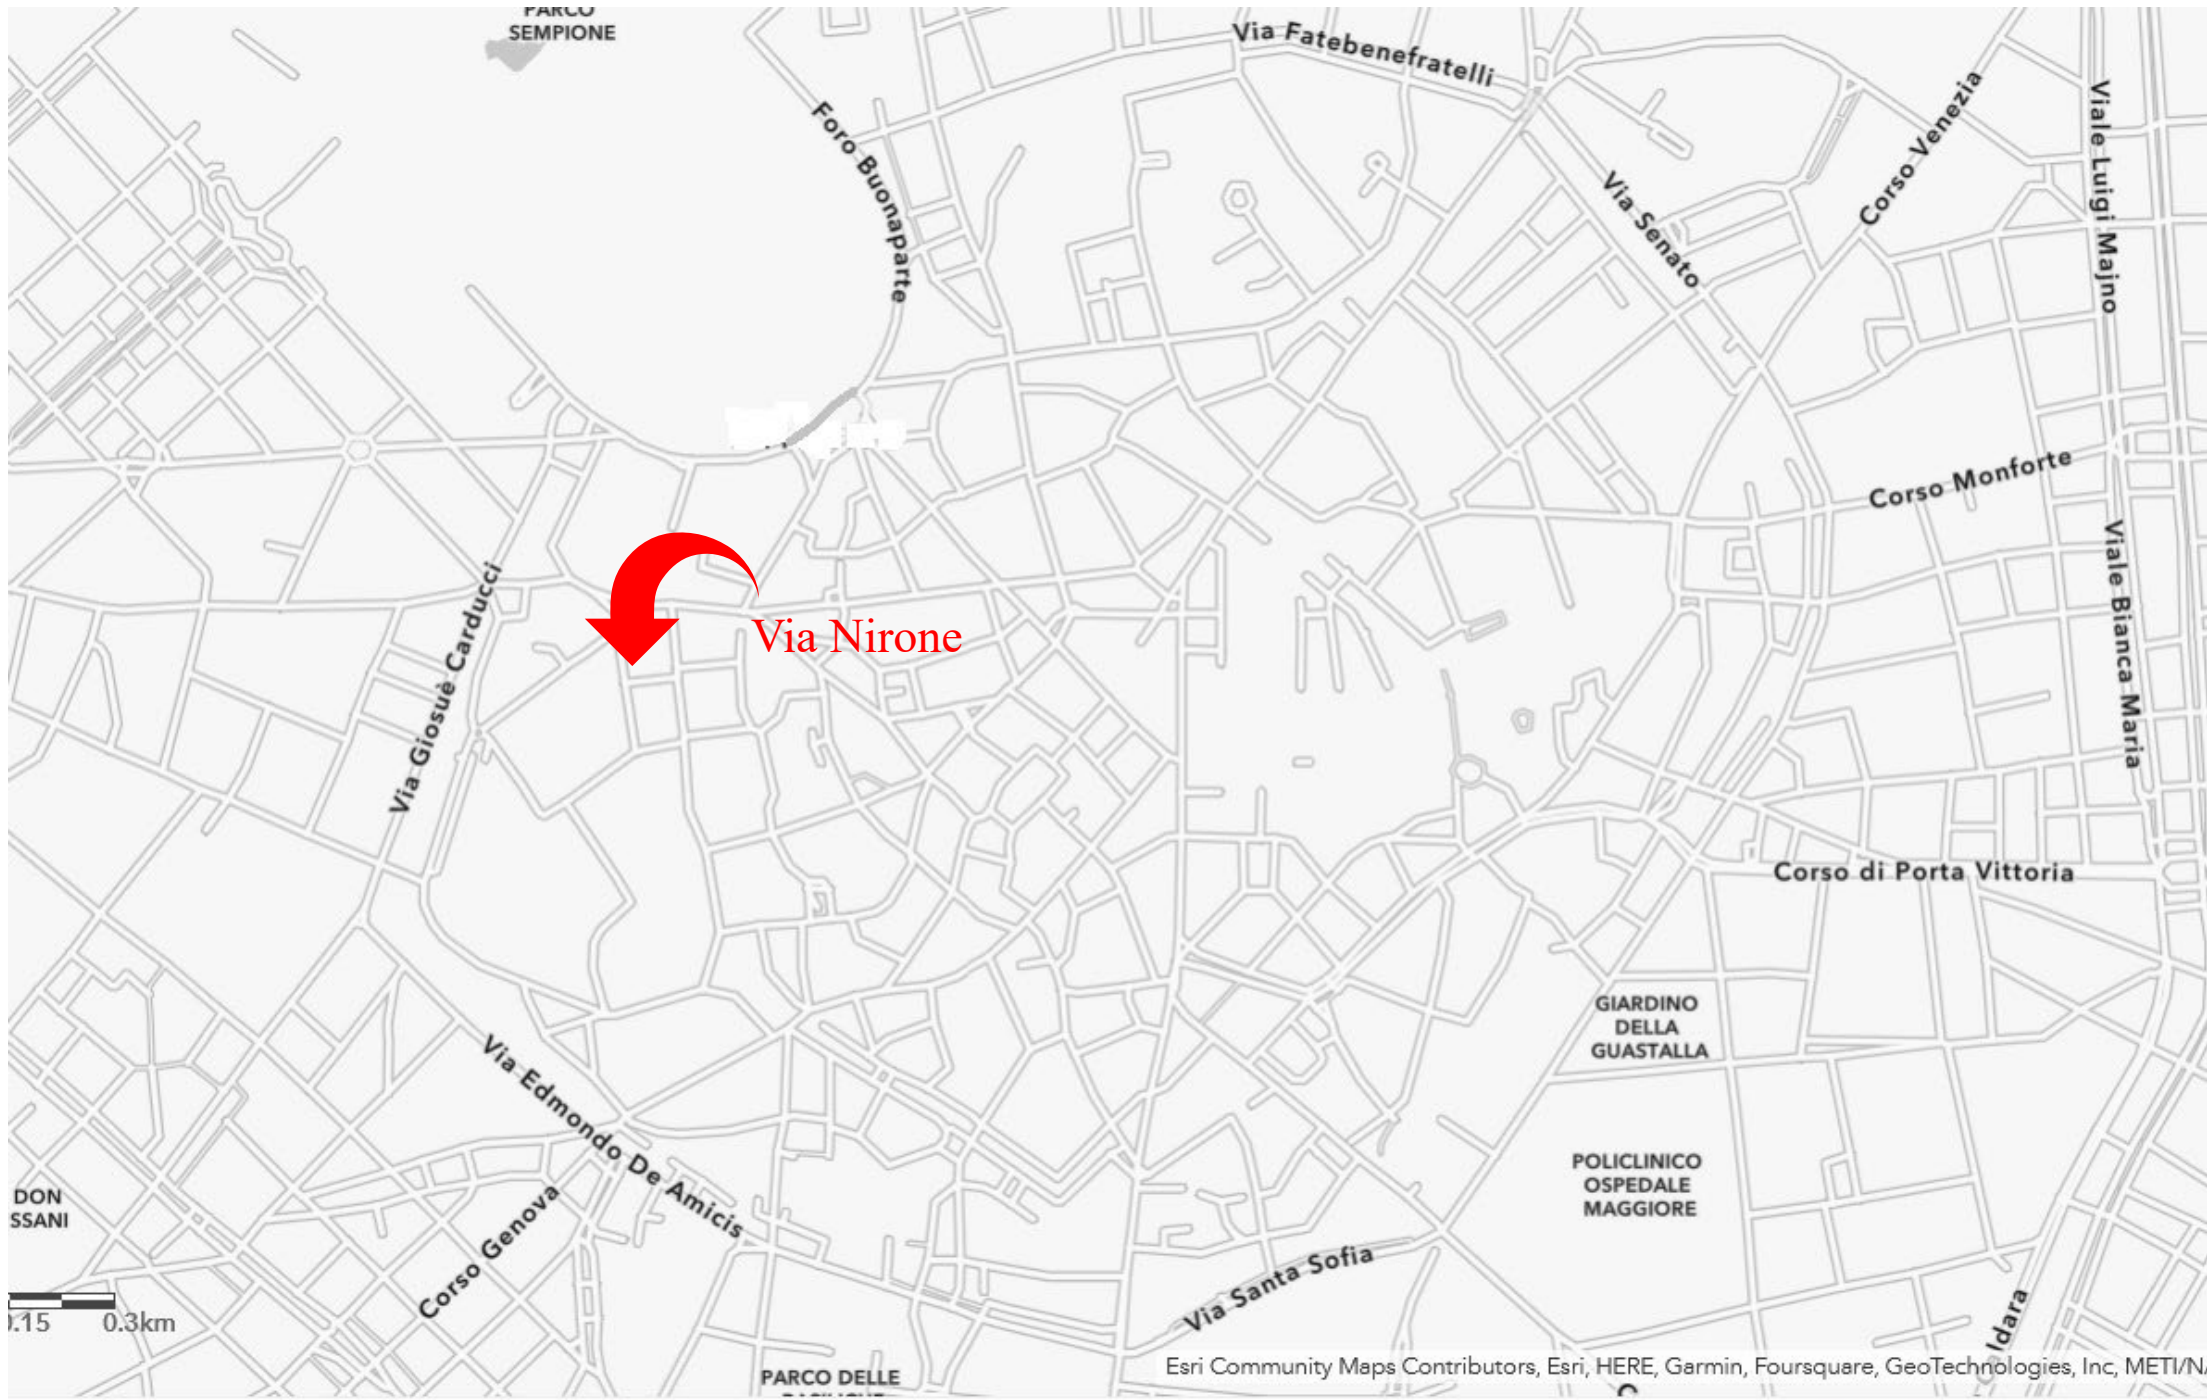 PARCO
SEMPIONE
Via Fatebenefratelli
Foro Buonaparte
Via Senato
Corso Venezia
Viale Luigi Majno
Corso Monforte
Viale Bianca Maria
Via Nirone
Via Giosuè Carducci
Corso di Porta Vittoria
GIARDINO
DELLA
GUASTALLA
Via Edmondo De Amicis
POLICLINICO
OSPEDALE
MAGGIORE
DON
SSANI
Corso Genova
Via Santa Sofia
.15 0.3km
ldara
PARCO DELLE
Esri Community Maps Contributors, Esri, HERE, Garmin, Foursquare, GeoTechnologies, Inc, METI/N